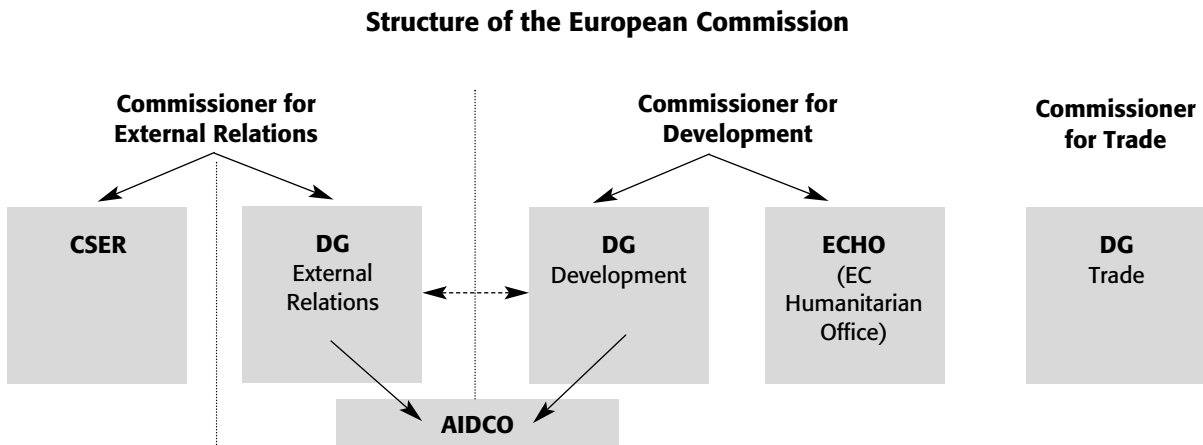 Structure of the European Commission
Commissioner for
External Relations
Commissioner for
Development
Commissioner
for Trade
CSER
DG
External
Relations
DG
Development
ECHO
(EC
Humanitarian
Office)
DG
Trade
AIDCO